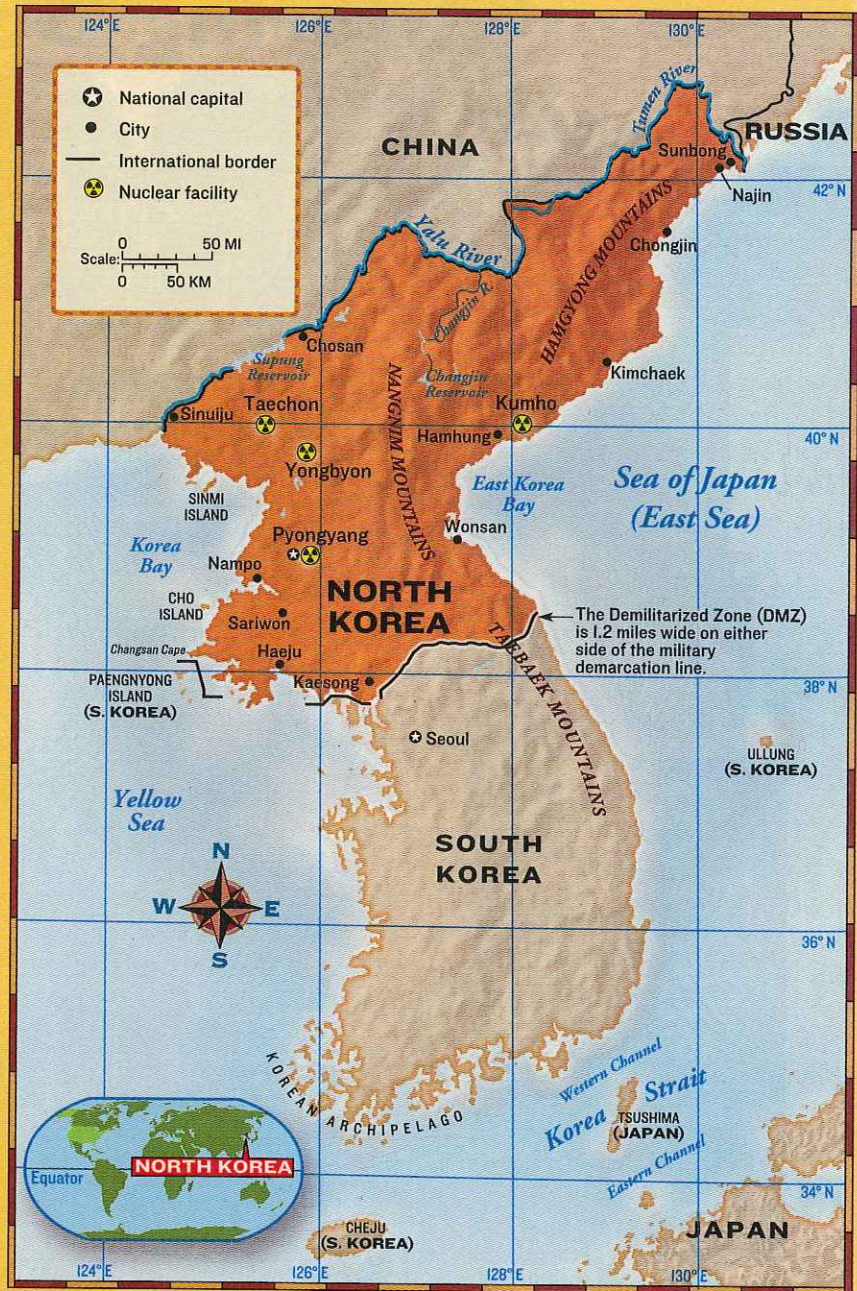 124° E
126° E
128° E
130° E
National capital
City
International border
Nuclear facility
0 50 MI
Scale:
0 50 KM
CHINA
RUSSIA
Tumen River
Sunbong
Najin
42° N
Yalu River
Chongjin
HAMGYONG MOUNTAINS
Changjin R.
Chosan
Supung
Reservoir
Changjin
Reservoir
Kimchaek
NANGNIM MOUNTAINS
Sinuiju
Taechon
Kumho
Hamhung
40° N
Yongbyon
SINMI
ISLAND
East Korea
Bay
Sea of Japan
(East Sea)
Korea
Bay
Pyongyang
Wonsan
Nampo
NORTH
KOREA
CHO
ISLAND
Sariwon
The Demilitarized Zone (DMZ)
is 1.2 miles wide on either
side of the military
demarcation line.
Changsan Cape
Haeju
TAEBAEK MOUNTAINS
PAENGNYONG
ISLAND
(S. KOREA)
Kaesong
38° N
Seoul
ULLUNG
(S. KOREA)
Yellow
Sea
SOUTH
KOREA
N
W E
S
36° N
KOREAN ARCHIPELAGO
Western Channel
Korea Strait
TSUSHIMA
(JAPAN)
Eastern Channel
NORTH KOREA
Equator
34° N
CHEJU
(S. KOREA)
JAPAN
124° E
126° E
128° E
130° E